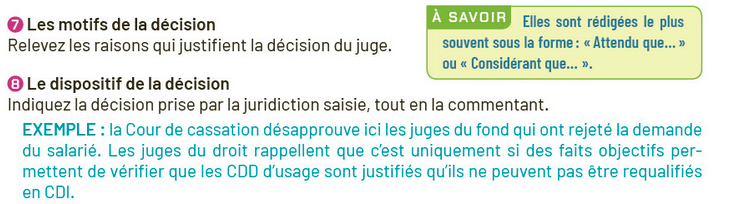 7 Les motifs de la décision
Relevez les raisons qui justifient la décision du juge.
À SAVOIR Elles sont rédigées le plus
souvent sous la forme : « Attendu que... »
ou « Considérant que... ».
8 Le dispositif de la décision
Indiquez la décision prise par la juridiction saisie, tout en la commentant.
EXEMPLE : la Cour de cassation désapprouve ici les juges du fond qui ont rejeté la demande
du salarié. Les juges du droit rappellent que c'est uniquement si des faits objectifs per-
mettent de vérifier que les CDD d'usage sont justifiés qu'ils ne peuvent pas être requalifiés
en CDI.